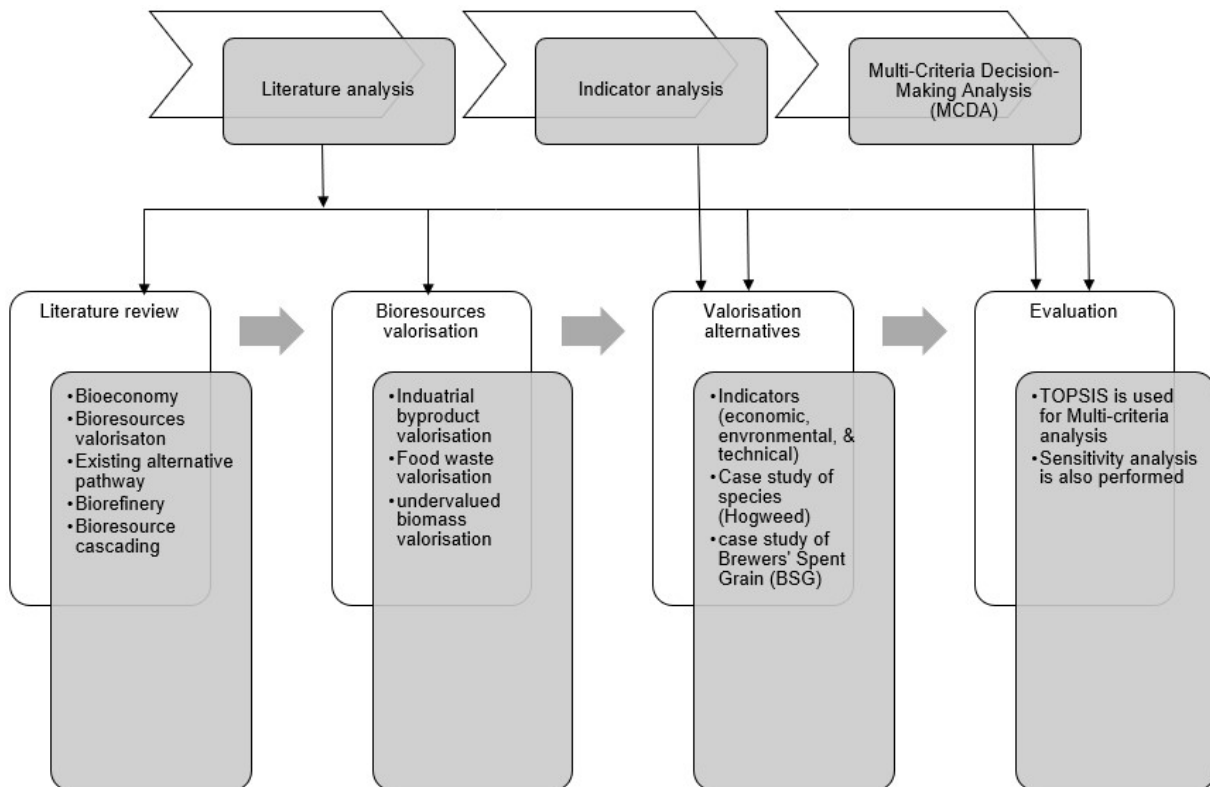 Literature analysis
Indicator analysis
Multi-Criteria Decision-
Making Analysis
(MCDA)
Literature review
•Bioeconomy
•Bioresources
valorisaton
•Existing alternative
pathway
•Biorefinery
•Bioresource
cascading
Bioresources
valorisation
•Induatrial
byproduct
valorisation
•Food waste
valorisation
•undervalued
biomass
valorisation
Valorisation
alternatives
•Indicators
(economic,
envronmental, &
technical)
•Case study of
species
(Hogweed)
•case study of
Brewers' Spent
Grain (BSG)
Evaluation
•TOPSIS is used
for Multi-criteria
analysis
•Sensitivity analysis
is also performed